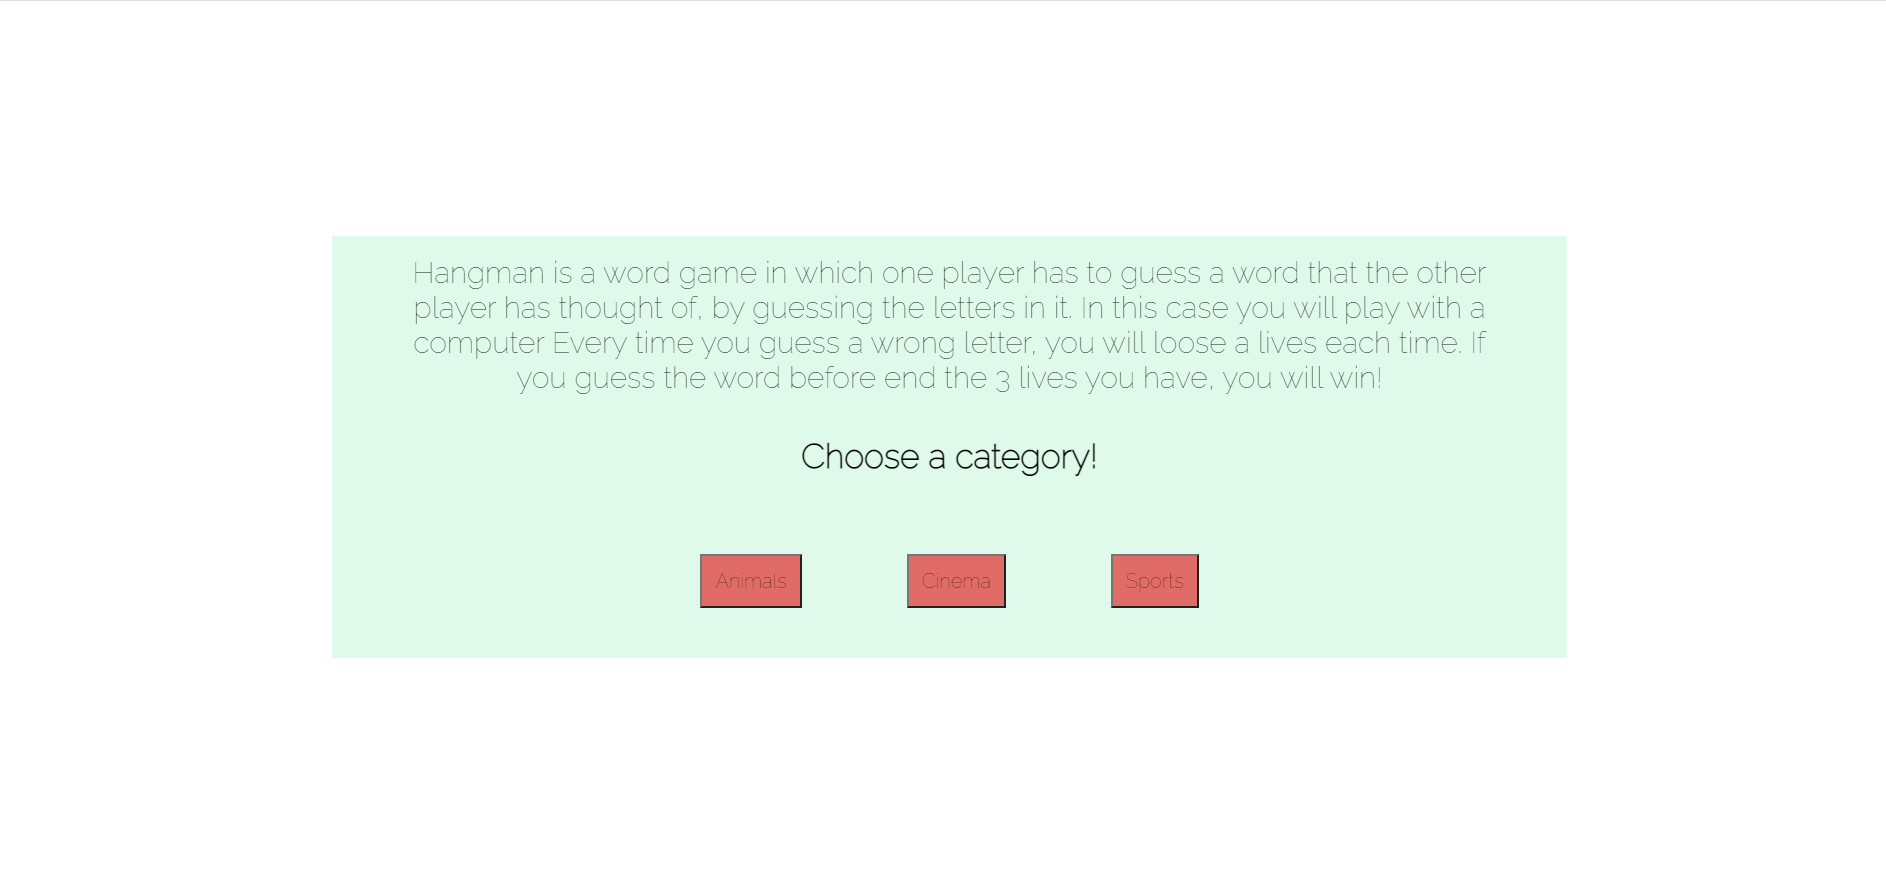 Hangman is a word game in which one player has to guess a word that the other
player has thought of, by guessing the letters in it. In this case you will play with a
computer Every time you guess a wrong letter, you will loose a lives each time. If
you guess the word before end the 3 lives you have, you will win!
Choose a category!
Animals
Cinema
Sports